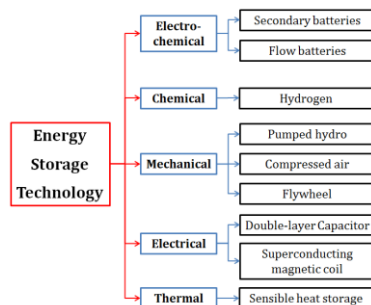 Energy
Storage
Technology
Electro-
chemical
Secondary batteries
Flow batteries
Chemical
Hydrogen
Mechanical
Pumped hydro
Compressed air
Flywheel
Electrical
Double-layer Capacitor
Superconducting
magnetic coil
Thermal
Sensible heat storage